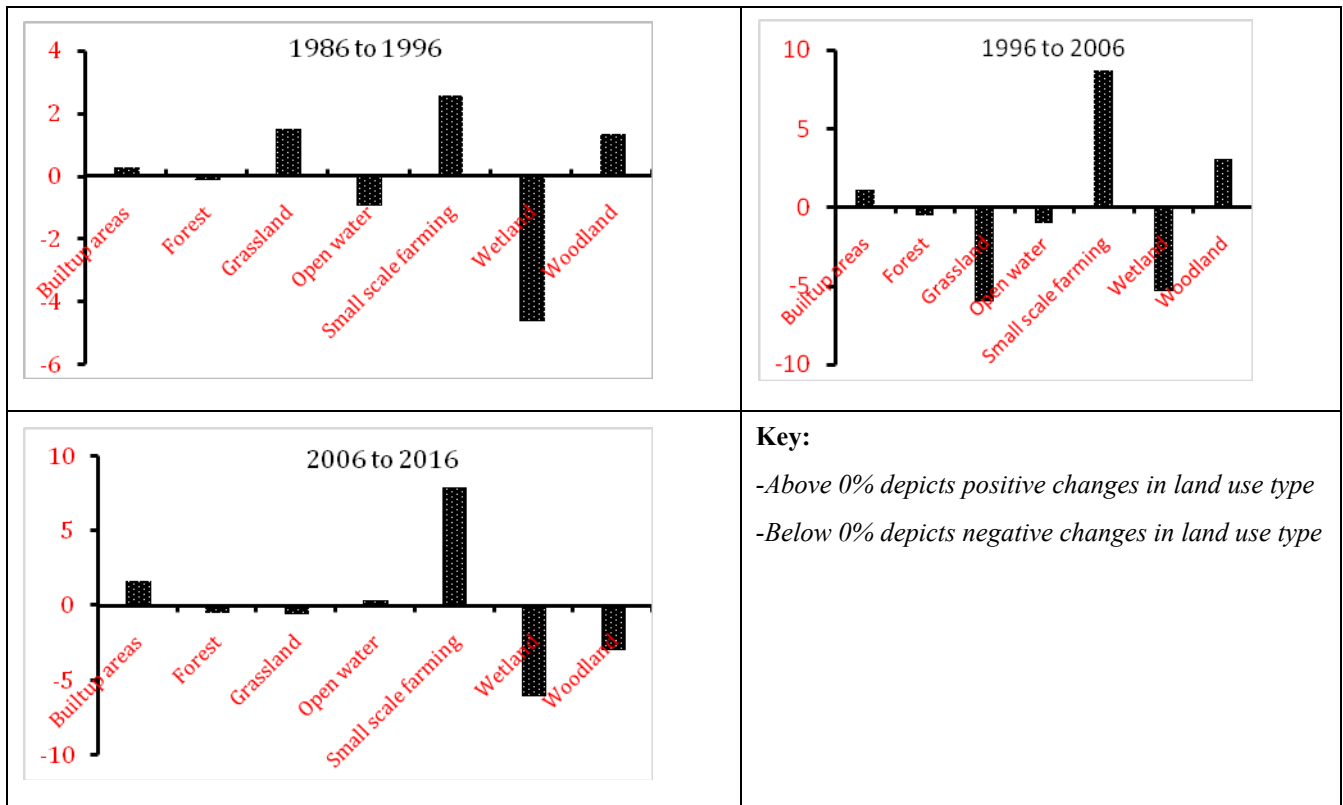 1986 to 1996
4
2
0
-2
-4
-6
Builtup areas
Forest
Grassland
Open water
Small scale farming
Wetland
Woodland
1996 to 2006
10
5
0
-5
-10
Builtup areas
Forest
Grassland
Open water
Small scale farming
Wetland
Woodland
2006 to 2016
10
5
0
-5
-10
Builtup areas
Forest
Grassland
Open water
Small scale farming
Wetland
Woodland
Key:
-Above 0% depicts positive changes in land use type
-Below 0% depicts negative changes in land use type